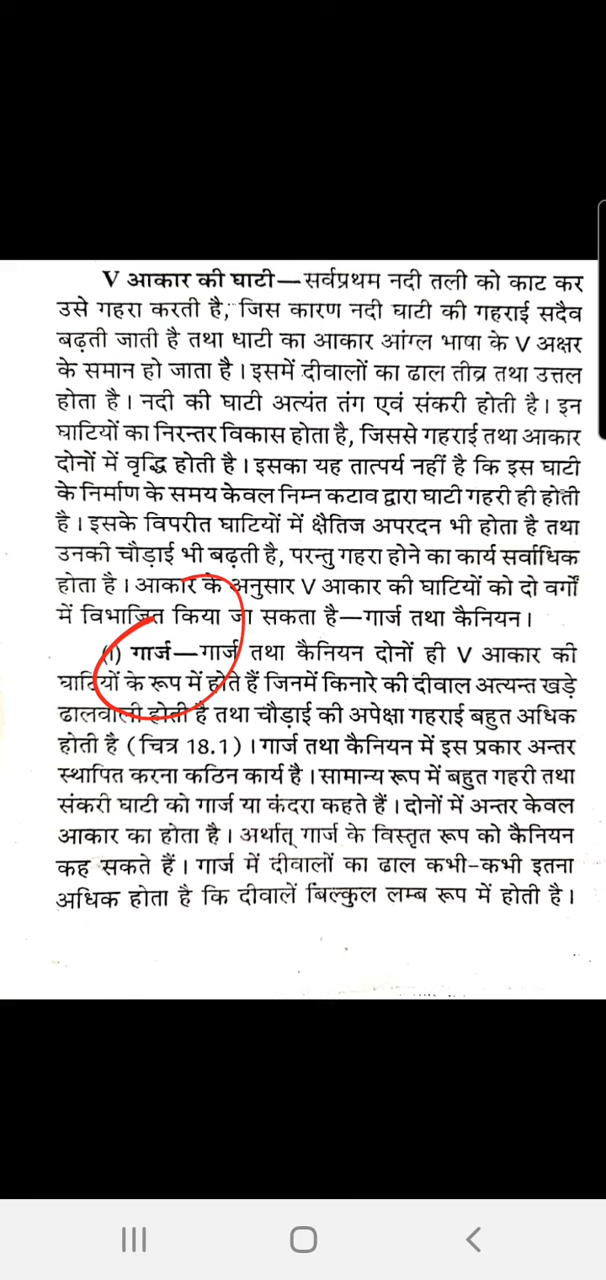 V आकार की घाटी—सर्वप्रथम नदी तली को काट कर
उसे गहरा करती है, जिस कारण नदी घाटी की गहराई सदैव
बढ़ती जाती है तथा धाटी का आकार आंग्ल भाषा के V अक्षर
के समान हो जाता है। इसमें दीवालों का ढाल तीव्र तथा उत्तल
होता है। नदी की घाटी अत्यंत तंग एवं संकरी होती है। इन
घाटियों का निरन्तर विकास होता है, जिससे गहराई तथा आकार
दोनों में वृद्धि होती है। इसका यह तात्पर्य नहीं है कि इस घाटी
के निर्माण के समय केवल निम्न कटाव द्वारा घाटी गहरी ही होती
है। इसके विपरीत घाटियों में क्षैतिज अपरदन भी होता है तथा
उनकी चौड़ाई भी बढ़ती है, परन्तु गहरा होने का कार्य सर्वाधिक
होता है। आकार के अनुसार V आकार की घाटियों को दो वर्गों
में विभाजित किया जा सकता है—गार्ज तथा कैनियन।
(i) गार्ज—गार्ज तथा कैनियन दोनों ही V आकार की
घाटियों के रूप में होते हैं जिनमें किनारे की दीवाल अत्यन्त खड़े
ढालवाली होती है तथा चौड़ाई की अपेक्षा गहराई बहुत अधिक
होती है (चित्र 18.1)। गार्ज तथा कैनियन में इस प्रकार अन्तर
स्थापित करना कठिन कार्य है। सामान्य रूप में बहुत गहरी तथा
संकरी घाटी को गार्ज या कंदरा कहते हैं। दोनों में अन्तर केवल
आकार का होता है। अर्थात् गार्ज के विस्तृत रूप को कैनियन
कह सकते हैं। गार्ज में दीवालों का ढाल कभी-कभी इतना
अधिक होता है कि दीवालें बिल्कुल लम्ब रूप में होती है।